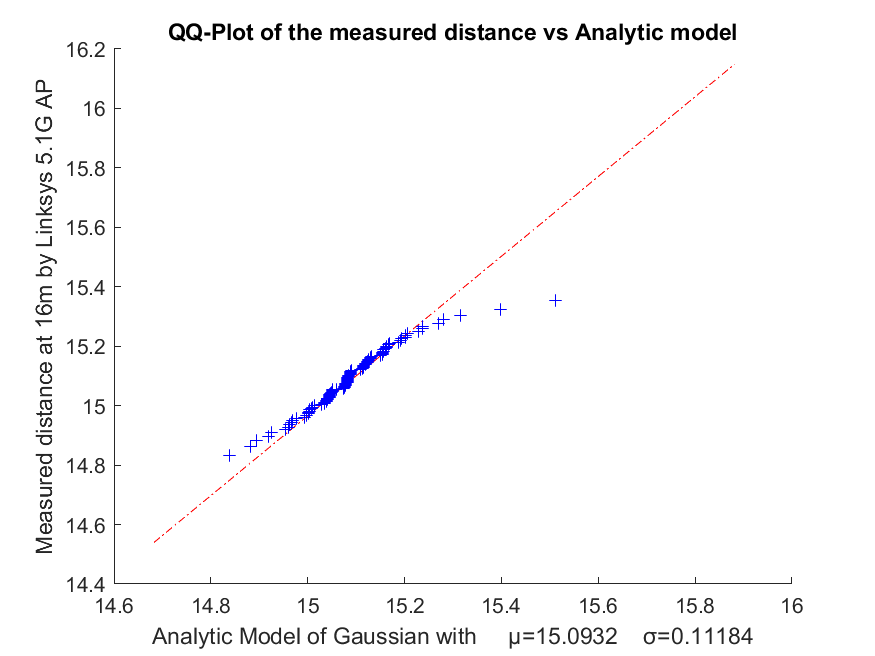 QQ-Plot of the measured distance vs Analytic model
Measured distance at 16m by Linksys 5.1G AP
16.2
16
15.8
15.6
15.4
15.2
15
14.8
14.6
14.4
14.6 14.8 15 15.2 15.4 15.6 15.8 16
Analytic Model of Gaussian with μ=15.0932 σ=0.11184